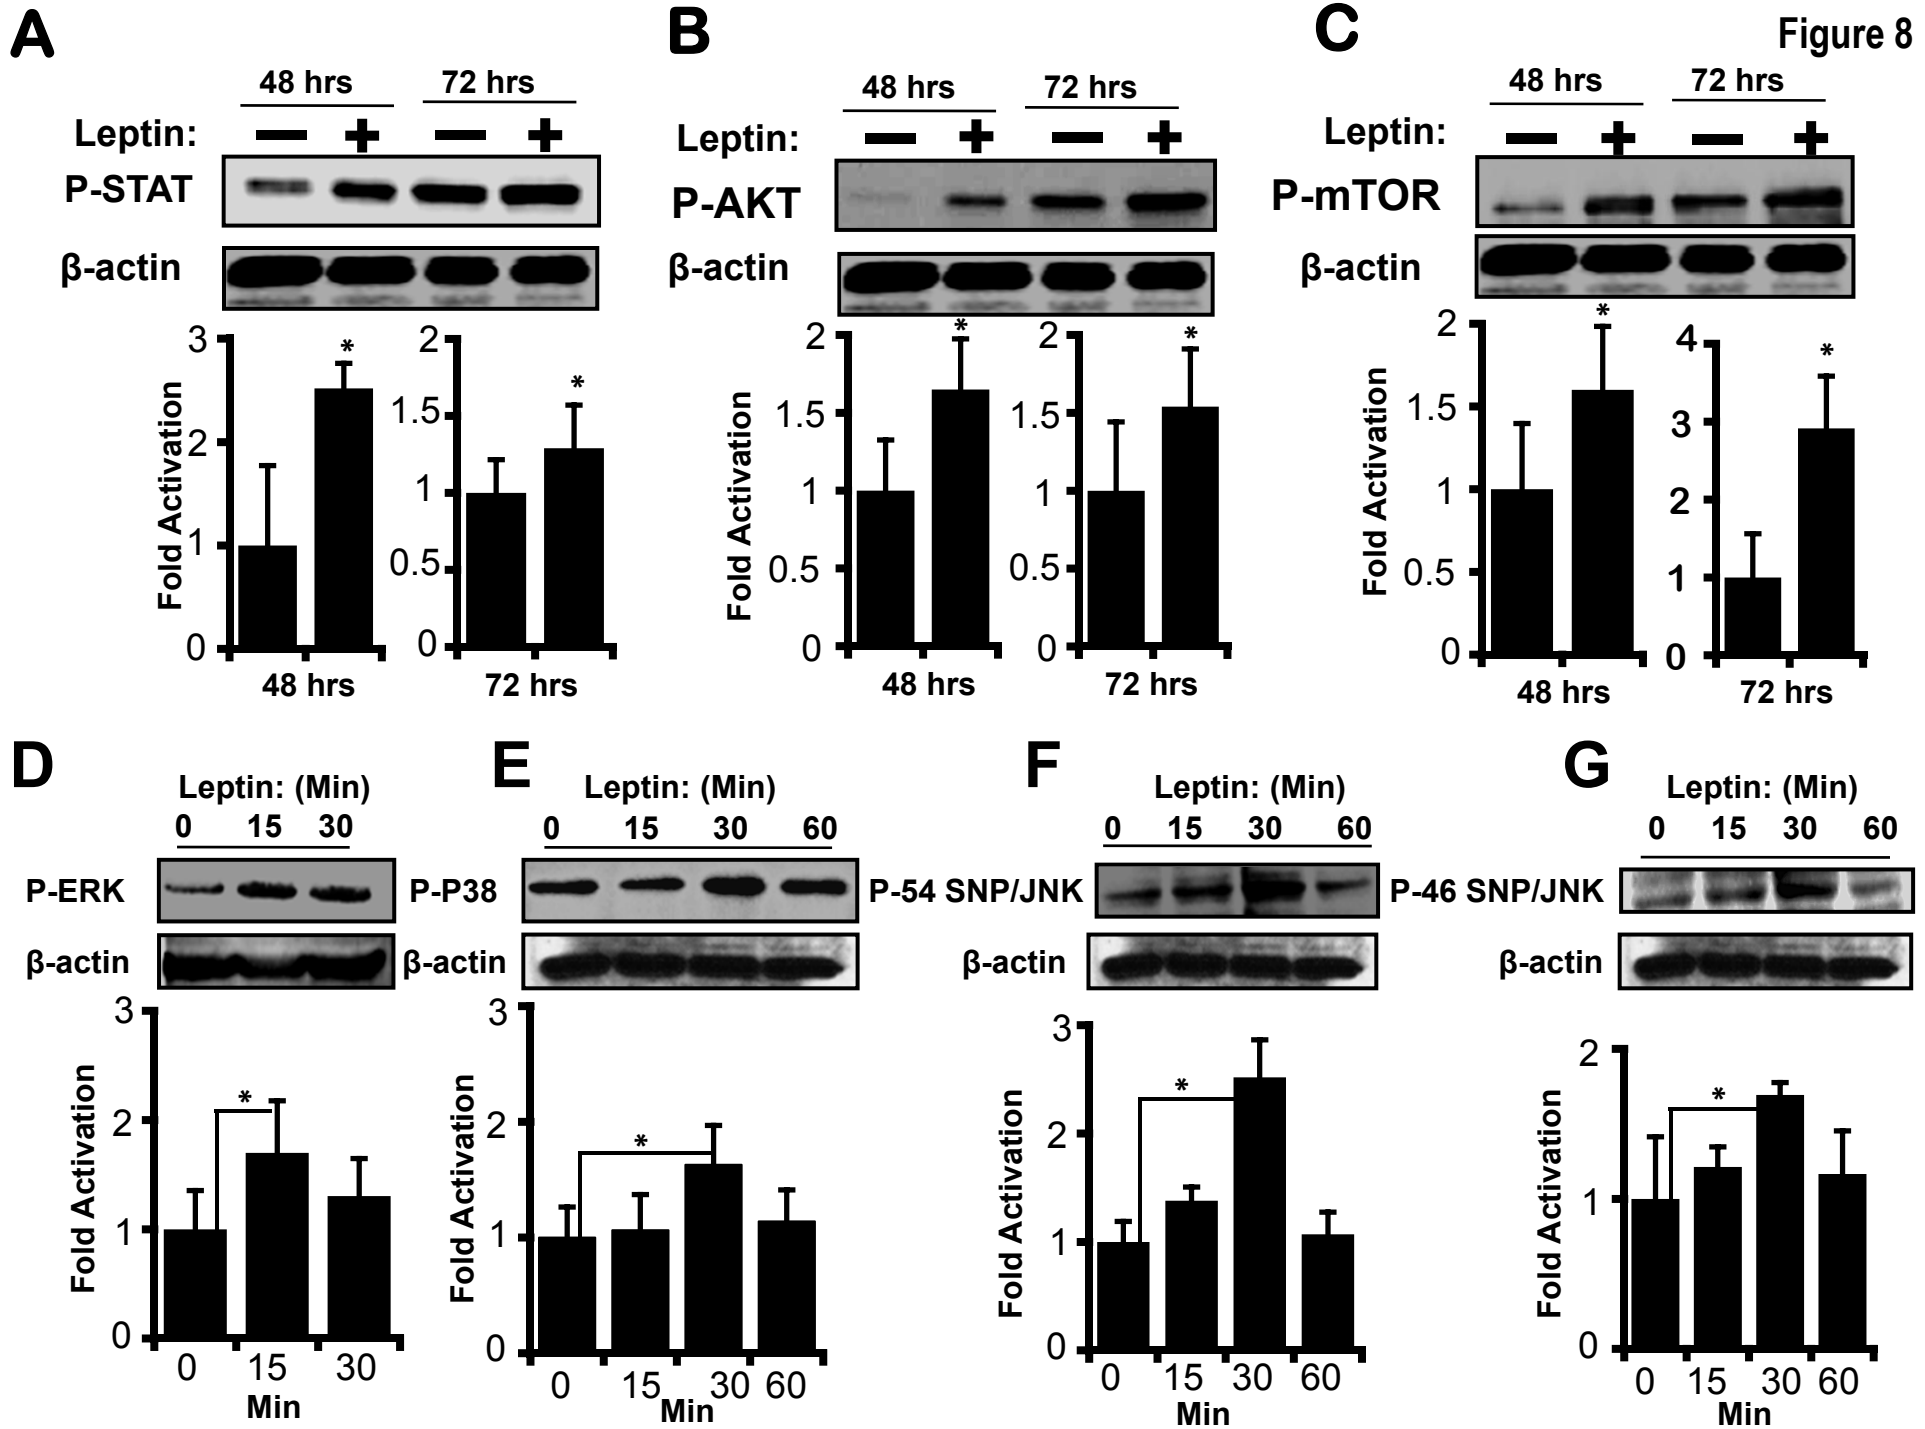 Figure 8
A
48 hrs 72 hrs
Leptin: − +  − +
P-STAT
β-actin
3
2
1
0
Fold Activation
*
48 hrs
2
1.5
1
0.5
0
*
72 hrs
B
48 hrs 72 hrs
Leptin: − +  − +
P-AKT
β-actin
2
1.5
1
0.5
0
Fold Activation
*
48 hrs
2
1.5
1
0.5
0
*
72 hrs
C
48 hrs 72 hrs
Leptin: − +  − +
P-mTOR
β-actin
2
1.5
1
0.5
0
Fold Activation
*
48 hrs
4
3
2
1
0
*
72 hrs
D
Leptin: (Min)
0 15 30
P-ERK
β-actin
3
2
1
0
Fold Activation
*
0 15 30
Min
E
Leptin: (Min)
0 15 30 60
P-P38
β-actin
3
2
1
0
Fold Activation
*
0 15 30 60
Min
F
Leptin: (Min)
0 15 30 60
P-54 SNP/JNK
β-actin
3
2
1
0
Fold Activation
*
0 15 30 60
Min
G
Leptin: (Min)
0 15 30 60
P-46 SNP/JNK
β-actin
2
1
0
Fold Activation
*
0 15 30 60
Min